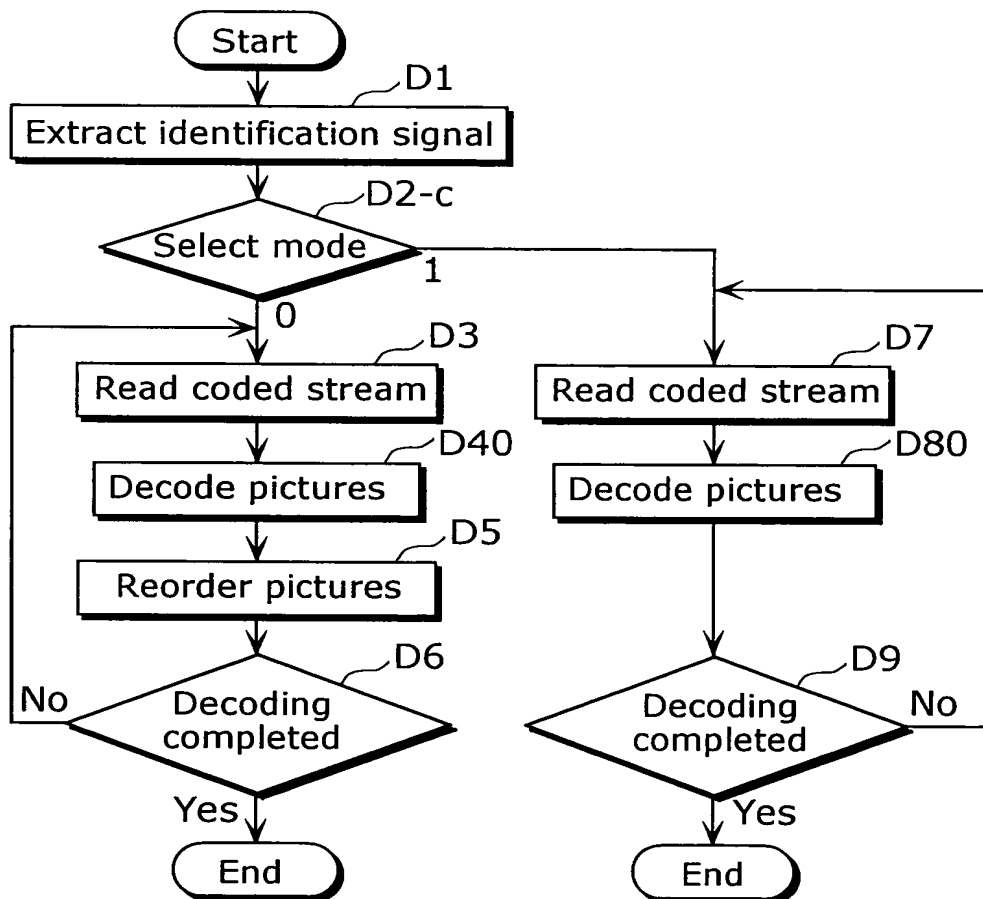 Start
D1
Extract identification signal
D2-c
Select mode
1
0
D3
Read coded stream
D40
Decode pictures
D5
Reorder pictures
D6
No
Decoding
completed
Yes
End
D7
Read coded stream
D80
Decode pictures
D9
Decoding
completed
No
Yes
End